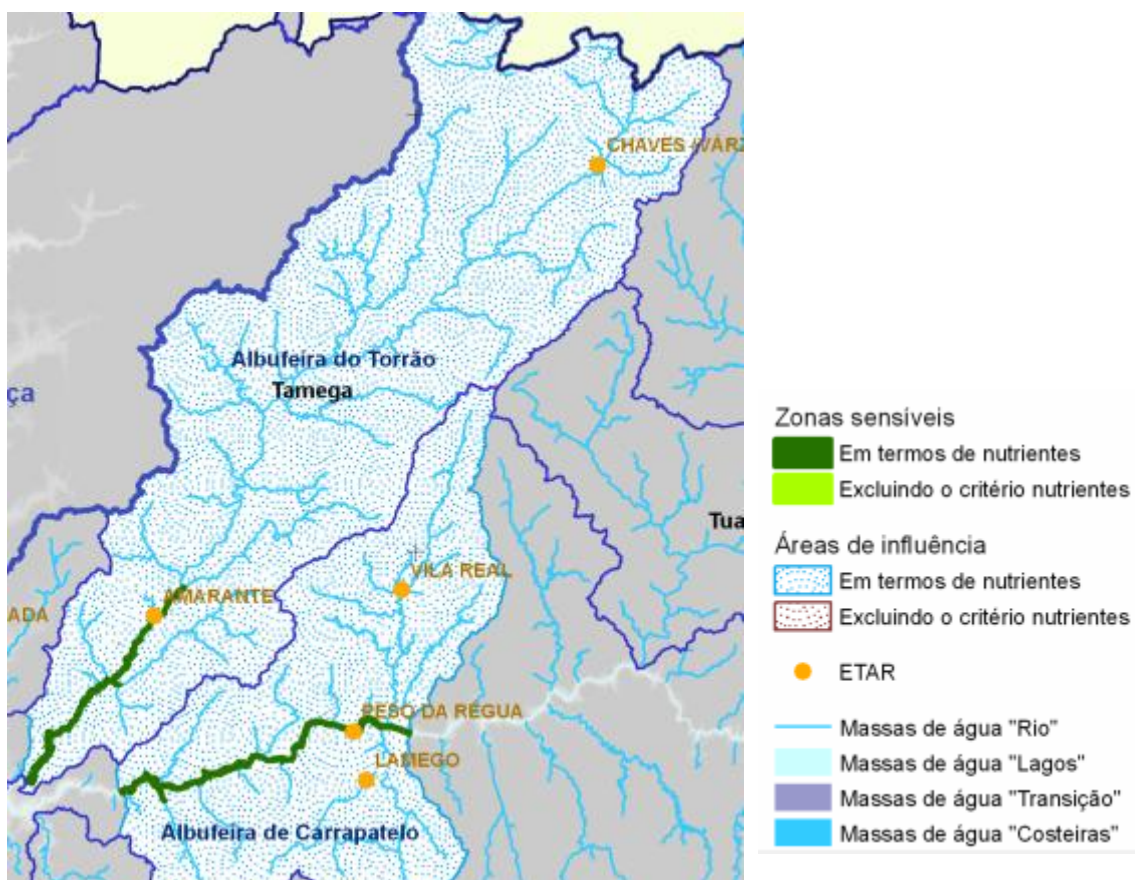 CHAVES (VÁRZ
Albufeira do Torrão
Tamega
ça
Tua
VILA REAL
AMARANTE
ADA
PESO DA RÉGUA
LAMEGO
Albufeira de Carrapatelo
Zonas sensíveis
Em termos de nutrientes
Excluindo o critério nutrientes
Áreas de influência
Em termos de nutrientes
Excluindo o critério nutrientes
ETAR
Massas de água "Rio"
Massas de água "Lagos"
Massas de água "Transição"
Massas de água "Costeiras"